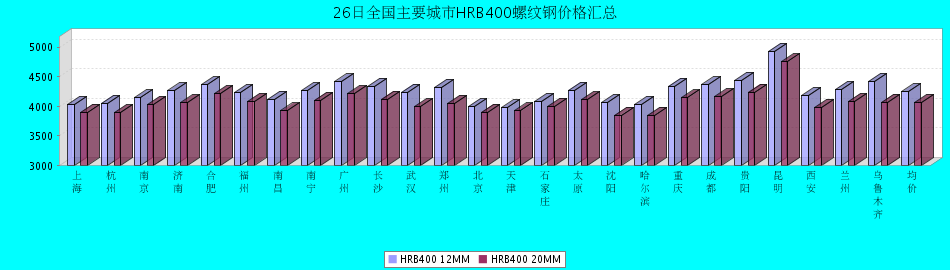 26日全国主要城市HRB400螺纹钢价格汇总
5000
4500
4000
3500
3000
上海 杭州 南京 济南 合肥 福州 南昌 南宁 广州 长沙 武汉 郑州 北京 天津 石家庄 太原 沈阳 哈尔滨 重庆 成都 贵阳 昆明 西安 兰州 乌鲁木齐 均价
HRB400 12MM HRB400 20MM